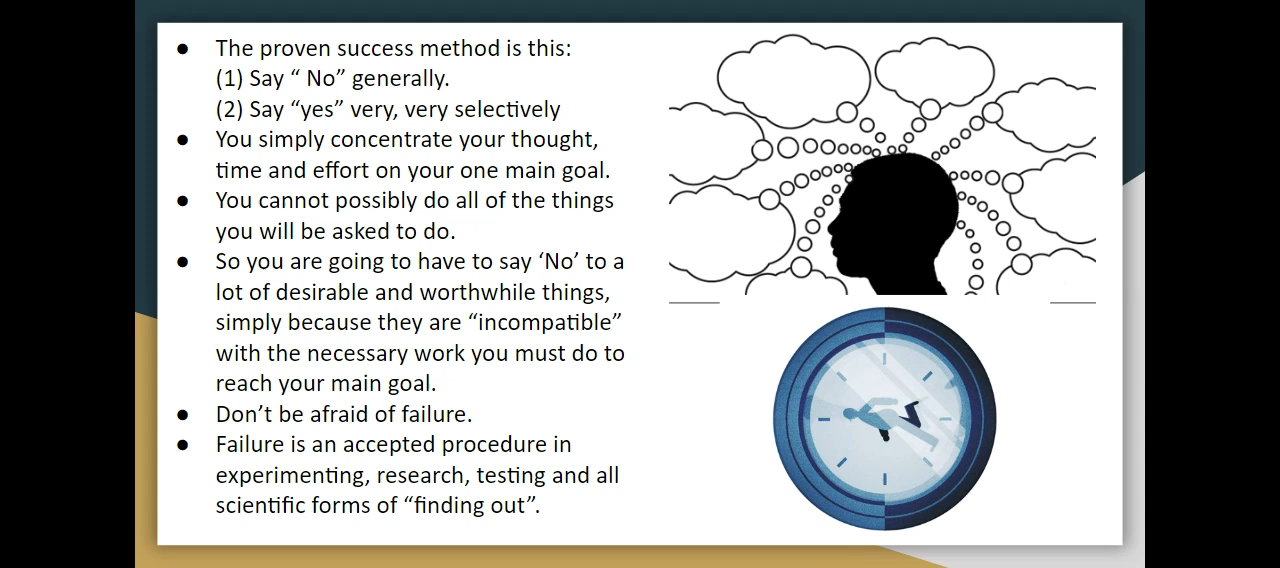 ● The proven success method is this:
(1) Say “ No” generally.
(2) Say “yes” very, very selectively
● You simply concentrate your thought,
time and effort on your one main goal.
● You cannot possibly do all of the things
you will be asked to do.
● So you are going to have to say ‘No’ to a
lot of desirable and worthwhile things,
simply because they are “incompatible”
with the necessary work you must do to
reach your main goal.
● Don’t be afraid of failure.
● Failure is an accepted procedure in
experimenting, research, testing and all
scientific forms of “finding out”.